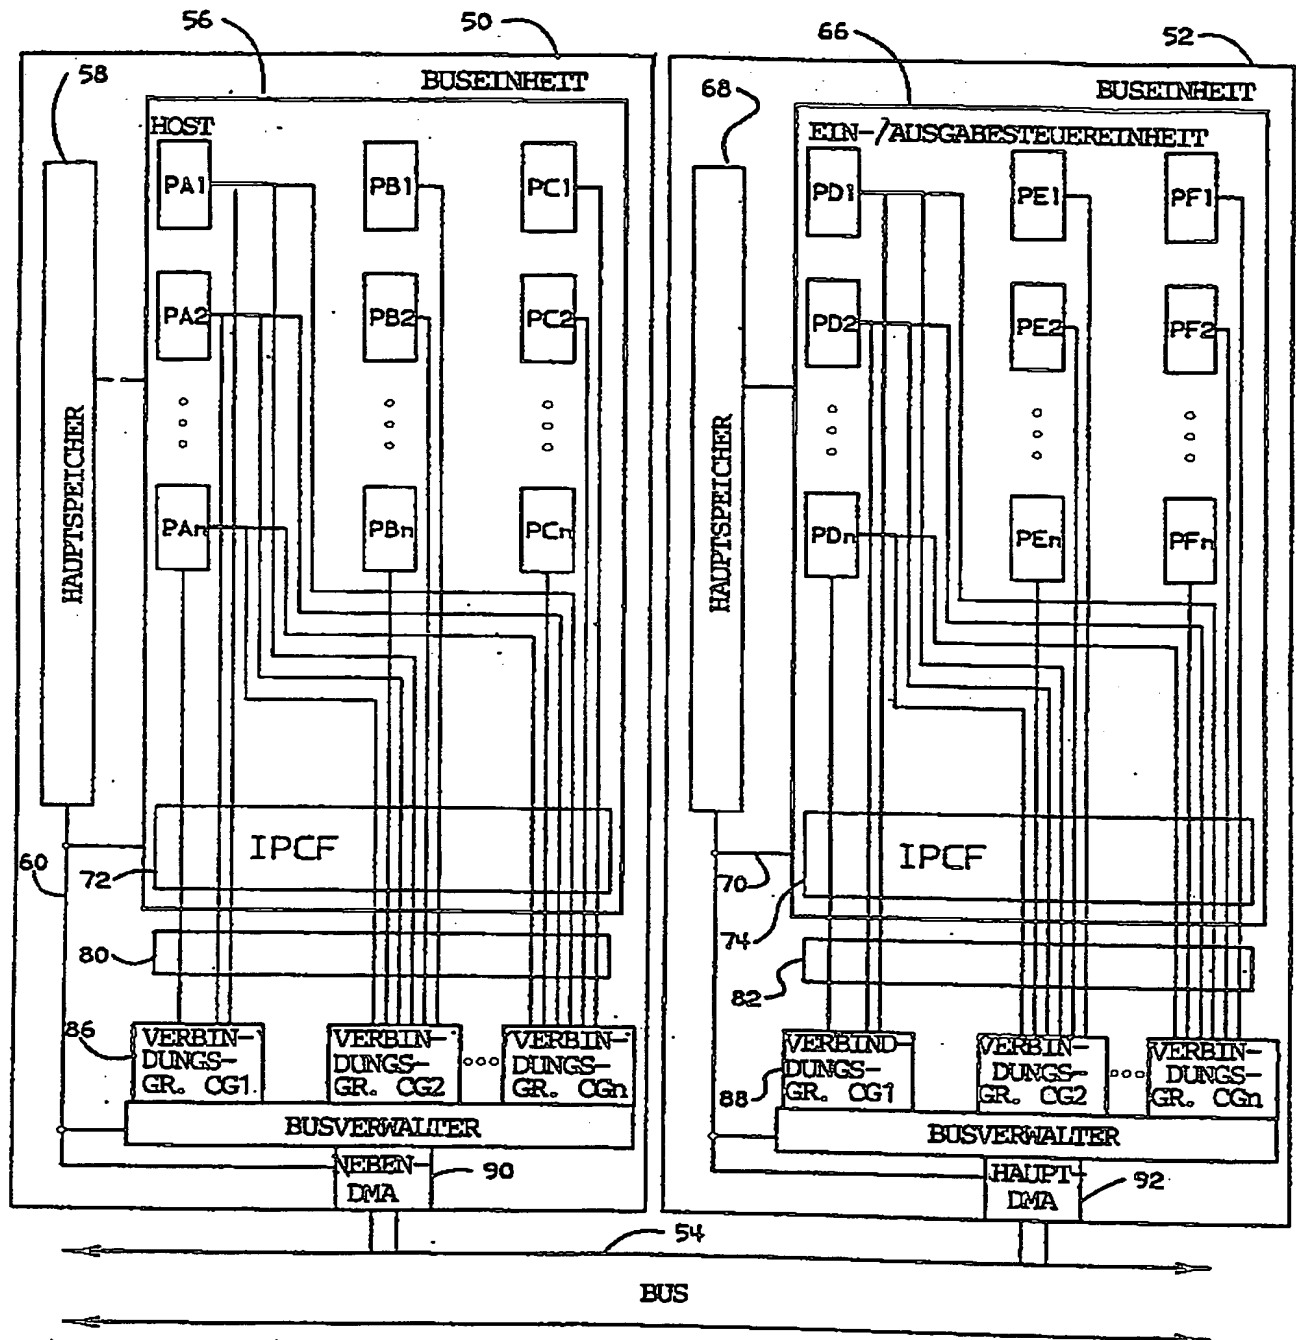 56
50
66
52
58
BUSEINHEIT
68
BUSEINHEIT
HOST
EIN-/AUSGABESTEUEREINHEIT
PA1
PB1
PC1
PD1
PE1
PF1
PA2
PB2
PC2
PD2
PE2
PF2
HAUPTSPEICHER
HAUPTSPEICHER
PAn
PBn
PCn
PDn
PEn
PFn
IPCF
IPCF
60
72
70
74
80
82
86
VERBIN-
DUNGS-
GR. CG1
VERBIN-
DUNGS-
GR. CG2
VERBIN-
DUNGS-
GR. CGn
88
VERBIND-
DUNGS-
GR. CG1
VERBIN-
DUNGS-
GR. CG2
VERBIN-
DUNGS-
GR. CGn
BUSVERWALTER
BUSVERWALTER
NEBEN-
DMA
90
HAUPT-
DMA
92
54
BUS